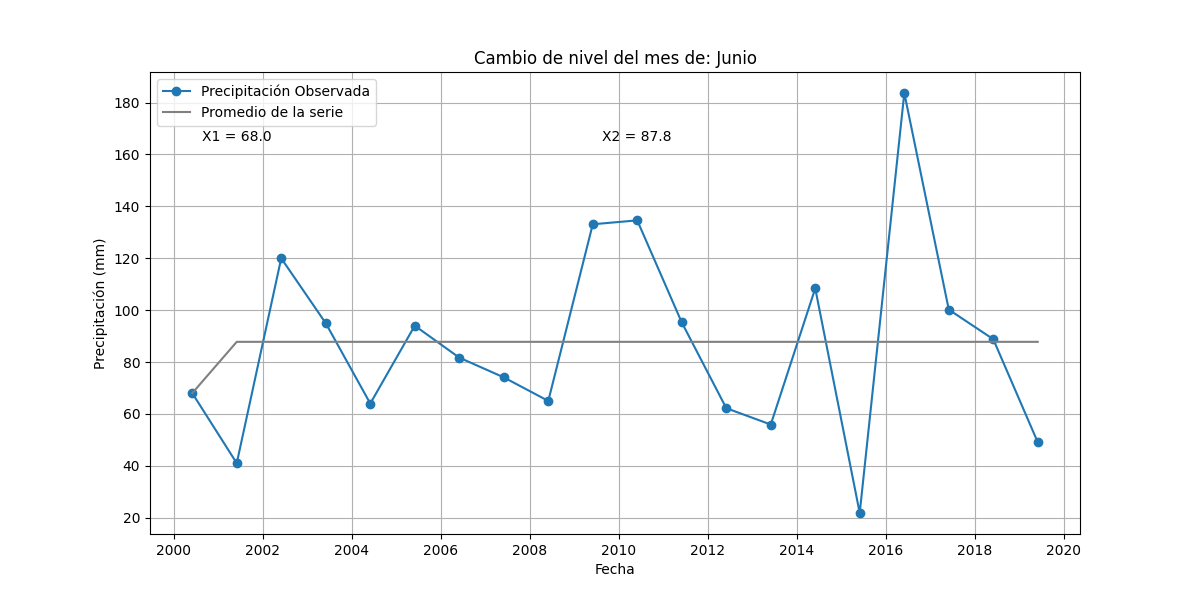 Cambio de nivel del mes de: Junio
Precipitación Observada
Promedio de la serie
X1 = 68.0
X2 = 87.8
Precipitación (mm)
180
160
140
120
100
80
60
40
20
2000 2002 2004 2006 2008 2010 2012 2014 2016 2018 2020
Fecha